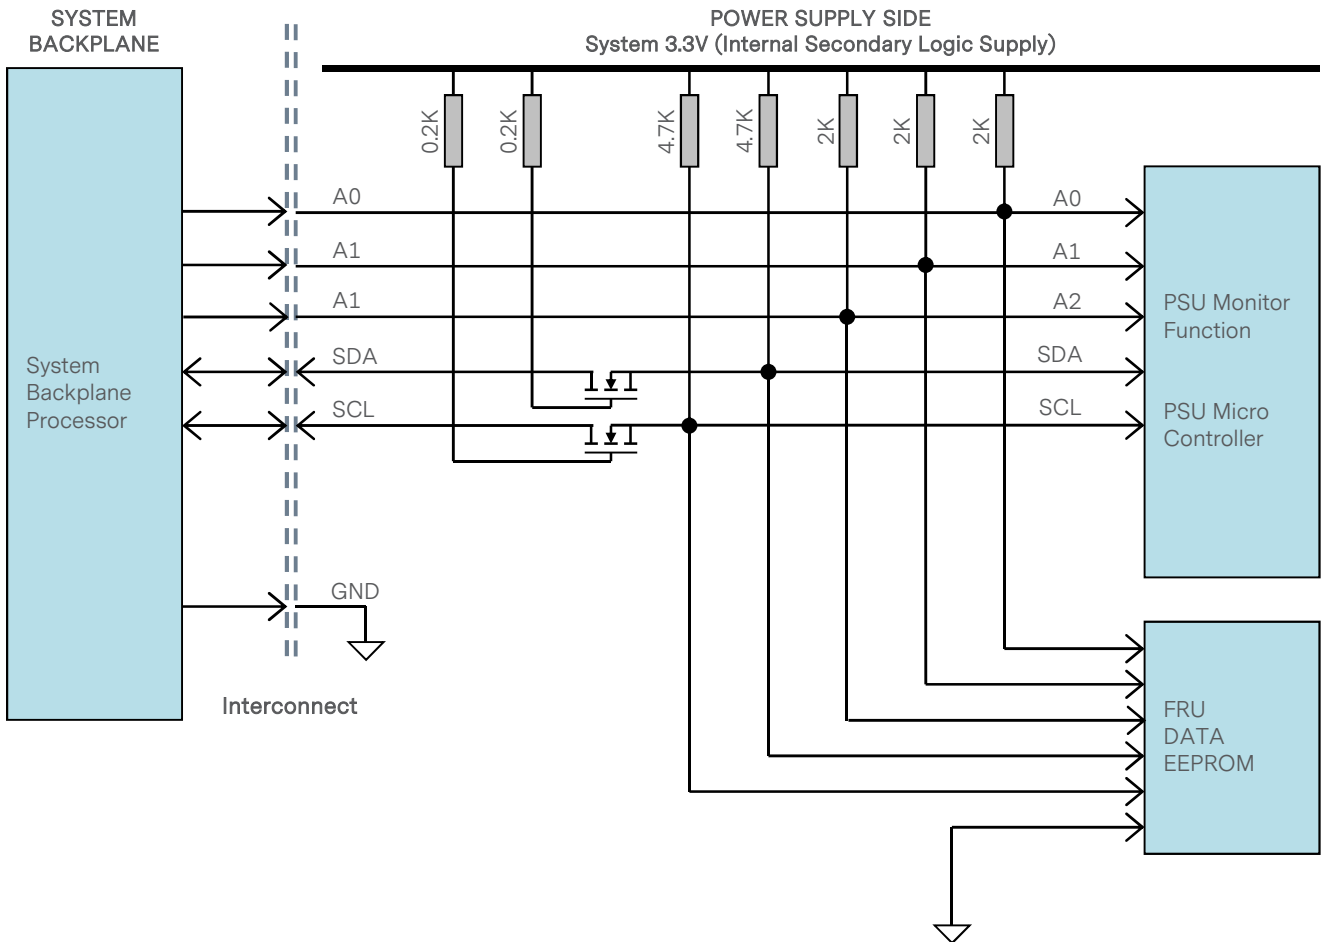 SYSTEM
BACKPLANE
POWER SUPPLY SIDE
System 3.3V (Internal Secondary Logic Supply)
0.2K
0.2K
4.7K
4.7K
2K
2K
2K
A0
A0
A1
A1
A1
A2
SDA
SDA
SCL
SCL
System
Backplane
Processor
PSU Monitor
Function
PSU Micro
Controller
GND
Interconnect
FRU
DATA
EEPROM